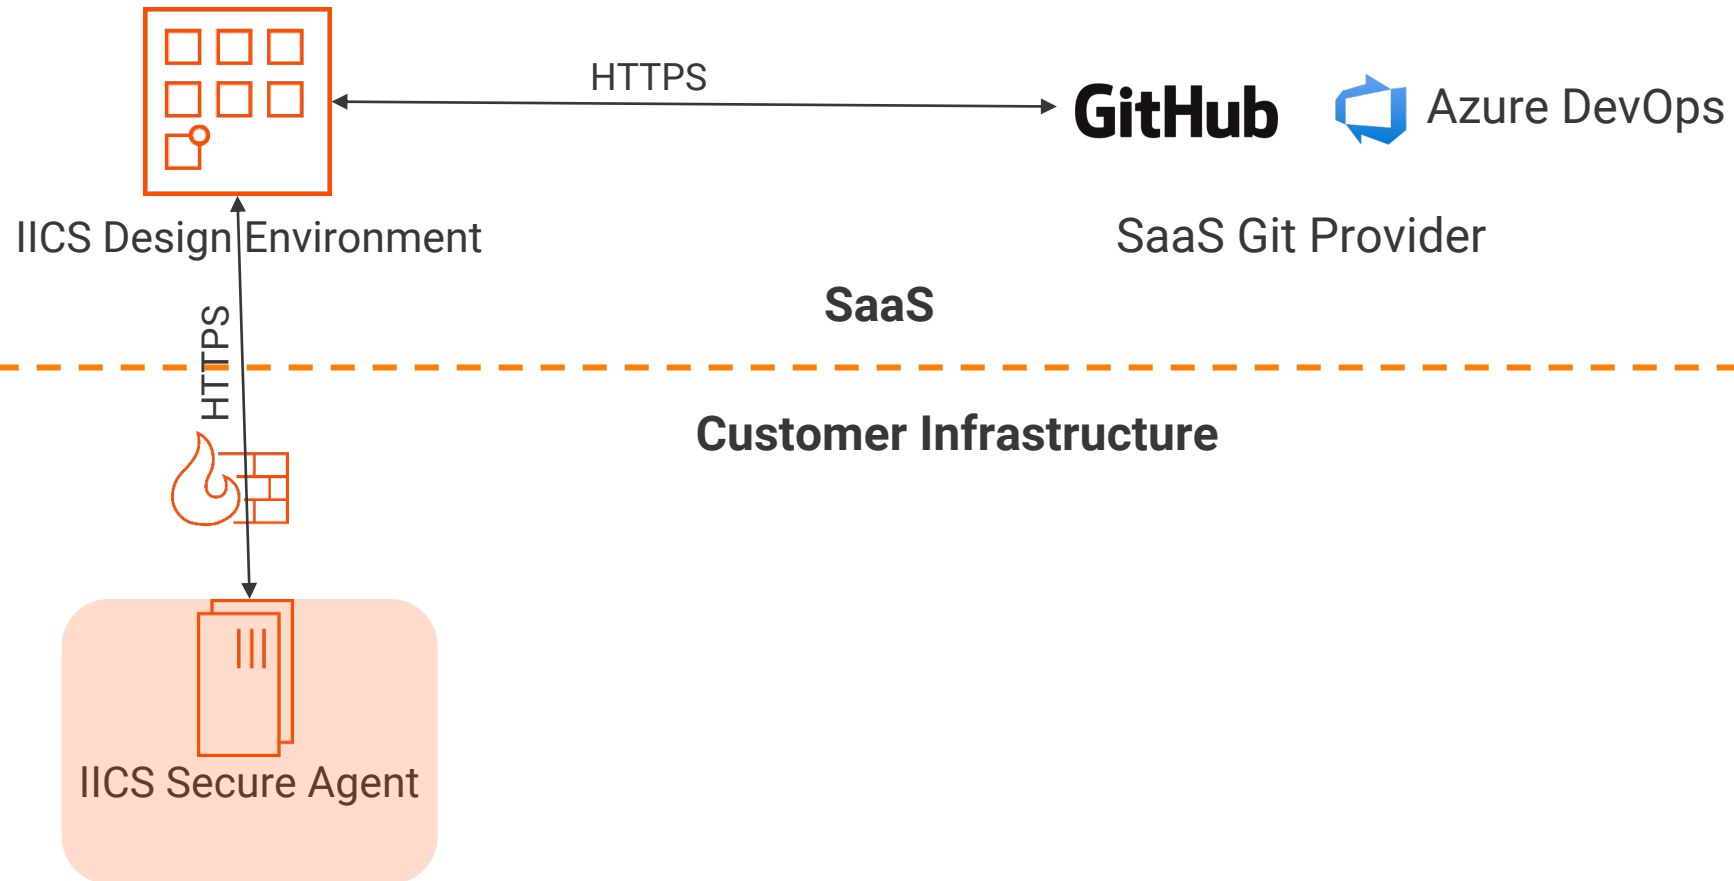 HTTPS
GitHub
Azure DevOps
IICS Design Environment
SaaS Git Provider
SaaS
HTTPS
Customer Infrastructure
IICS Secure Agent